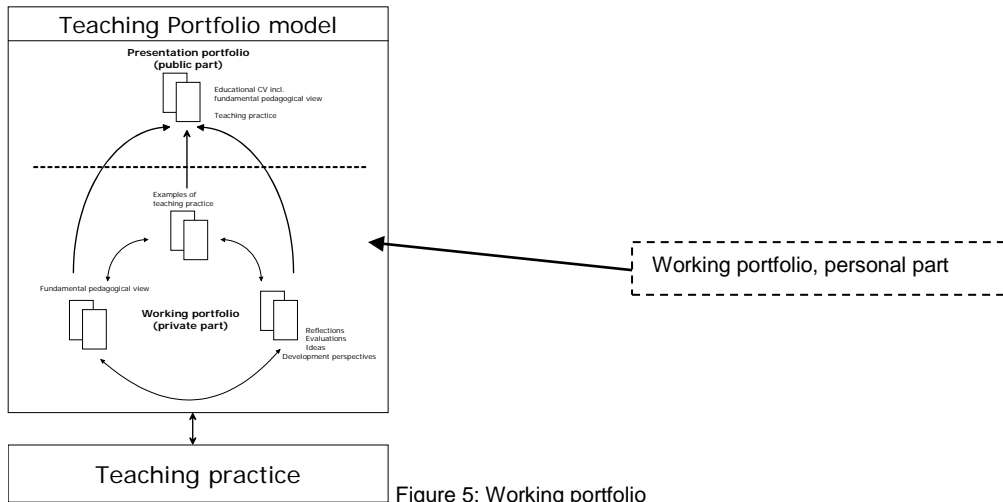 Teaching Portfolio model
Presentation portfolio
(public part)
Educational CV incl.
fundamental pedagogical view
Teaching practice
Examples of
teaching practice
Fundamental pedagogical view
Working portfolio
(private part)
Reflections
Evaluations
Ideas
Development perspectives
Working portfolio, personal part
Teaching practice
Figure 5: Working portfolio